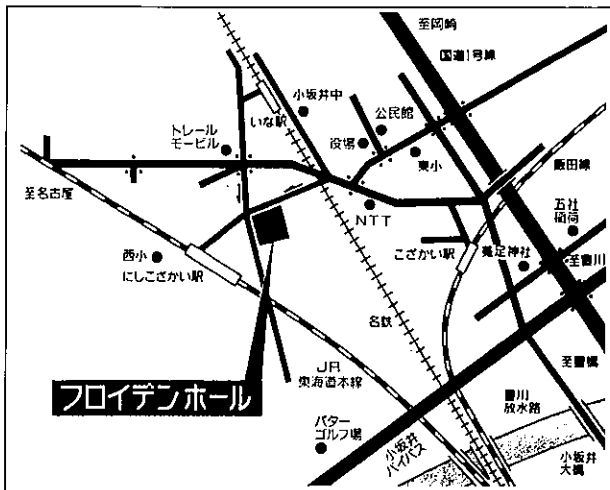 至岡崎
国道1号線
小坂井中
公民館
いな駅
トレール
モービル
役場
東小
飯田線
至名古屋
NTT
五社
稲荷
西小
にしこざかい駅
こざかい駅
菟足神社
至豊川
名鉄
JR
東海道本線
至豊橋
フロイデンホール
豊川
放水路
パター
ゴルフ場
小坂井
バイパス
小坂井
大橋